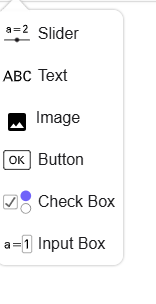 a=2 Slider
ABC Text
Image
OK Button
Check Box
a=1 Input Box